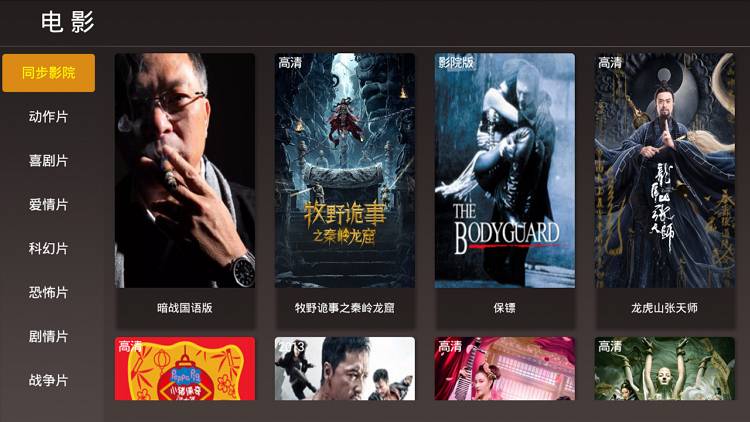 电影
同步影院
动作片
喜剧片
爱情片
科幻片
恐怖片
剧情片
战争片
高清
牧野诡事
之秦岭龙窟
影院版
THE
BODYGUARD
高清
龙虎山张天师
暗战国语版
牧野诡事之秦岭龙窟
保镖
龙虎山张天师
高清
Peppa Pig
小猪佩奇
2013
高清
高清